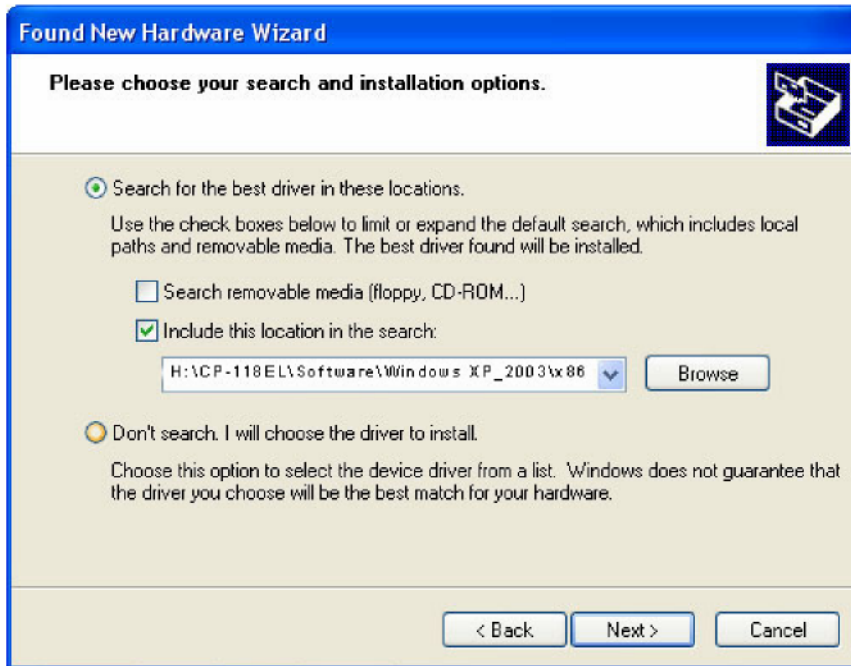 Found New Hardware Wizard
Please choose your search and installation options.
Search for the best driver in these locations.
Use the check boxes below to limit or expand the default search, which includes local
paths and removable media. The best driver found will be installed.
Search removable media (floppy, CD-ROM...)
Include this location in the search:
H:\CP-118EL\Software\Windows XP_2003\x86
Browse
Don't search. I will choose the driver to install.
Choose this option to select the device driver from a list. Windows does not guarantee that
the driver you choose will be the best match for your hardware.
< Back Next > Cancel